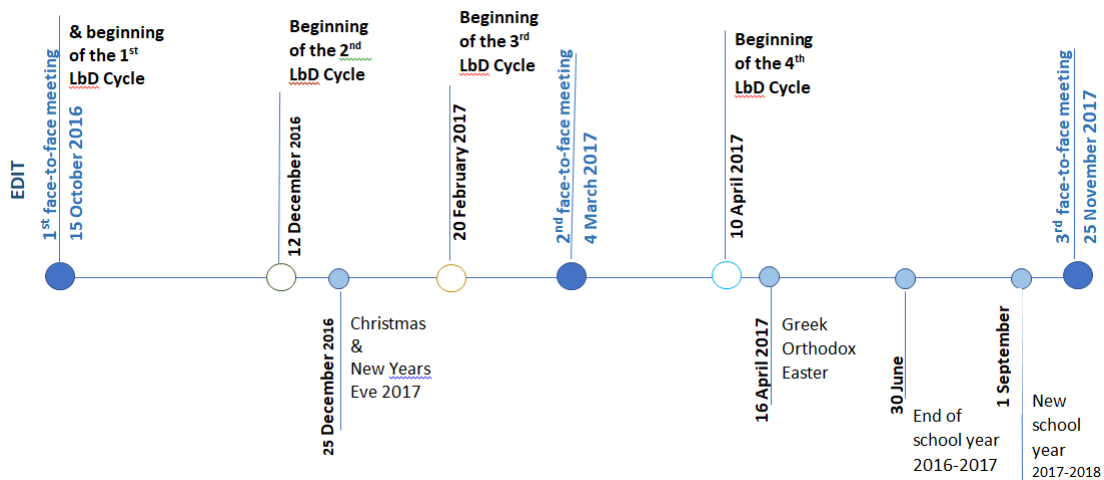 EDIT
1st face-to-face meeting
15 October 2016
& beginning
of the 1st
LbD Cycle
Beginning
of the 2nd
LbD Cycle
12 December 2016
25 December 2016
Christmas
&
New Years
Eve 2017
Beginning
of the 3rd
LbD Cycle
20 February 2017
2nd face-to-face meeting
4 March 2017
Beginning
of the 4th
LbD Cycle
10 April 2017
16 April 2017
Greek
Orthodox
Easter
30 June
End of
school year
2016-2017
1 September
New
school
year
2017-2018
3rd face-to-face meeting
25 November 2017